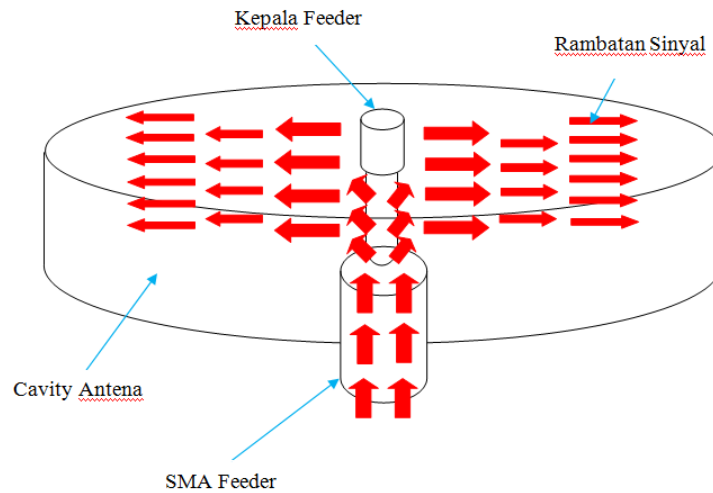 Kepala Feeder
Rambatan Sinyal
Cavity Antena
SMA Feeder